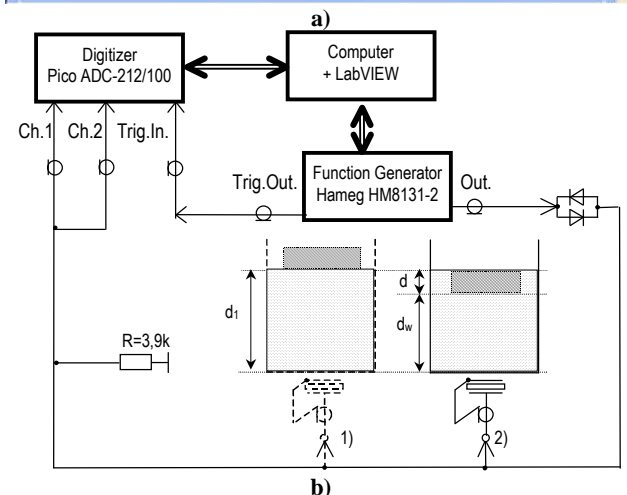 a)
Digitizer
Pico ADC-212/100
Computer
+ LabVIEW
Ch.1 Ch.2 Trig.In.
Function Generator
Hameg HM8131-2
Trig.Out.
Out.
d₁
d
dw
R=3,9k
1)
2)
b)